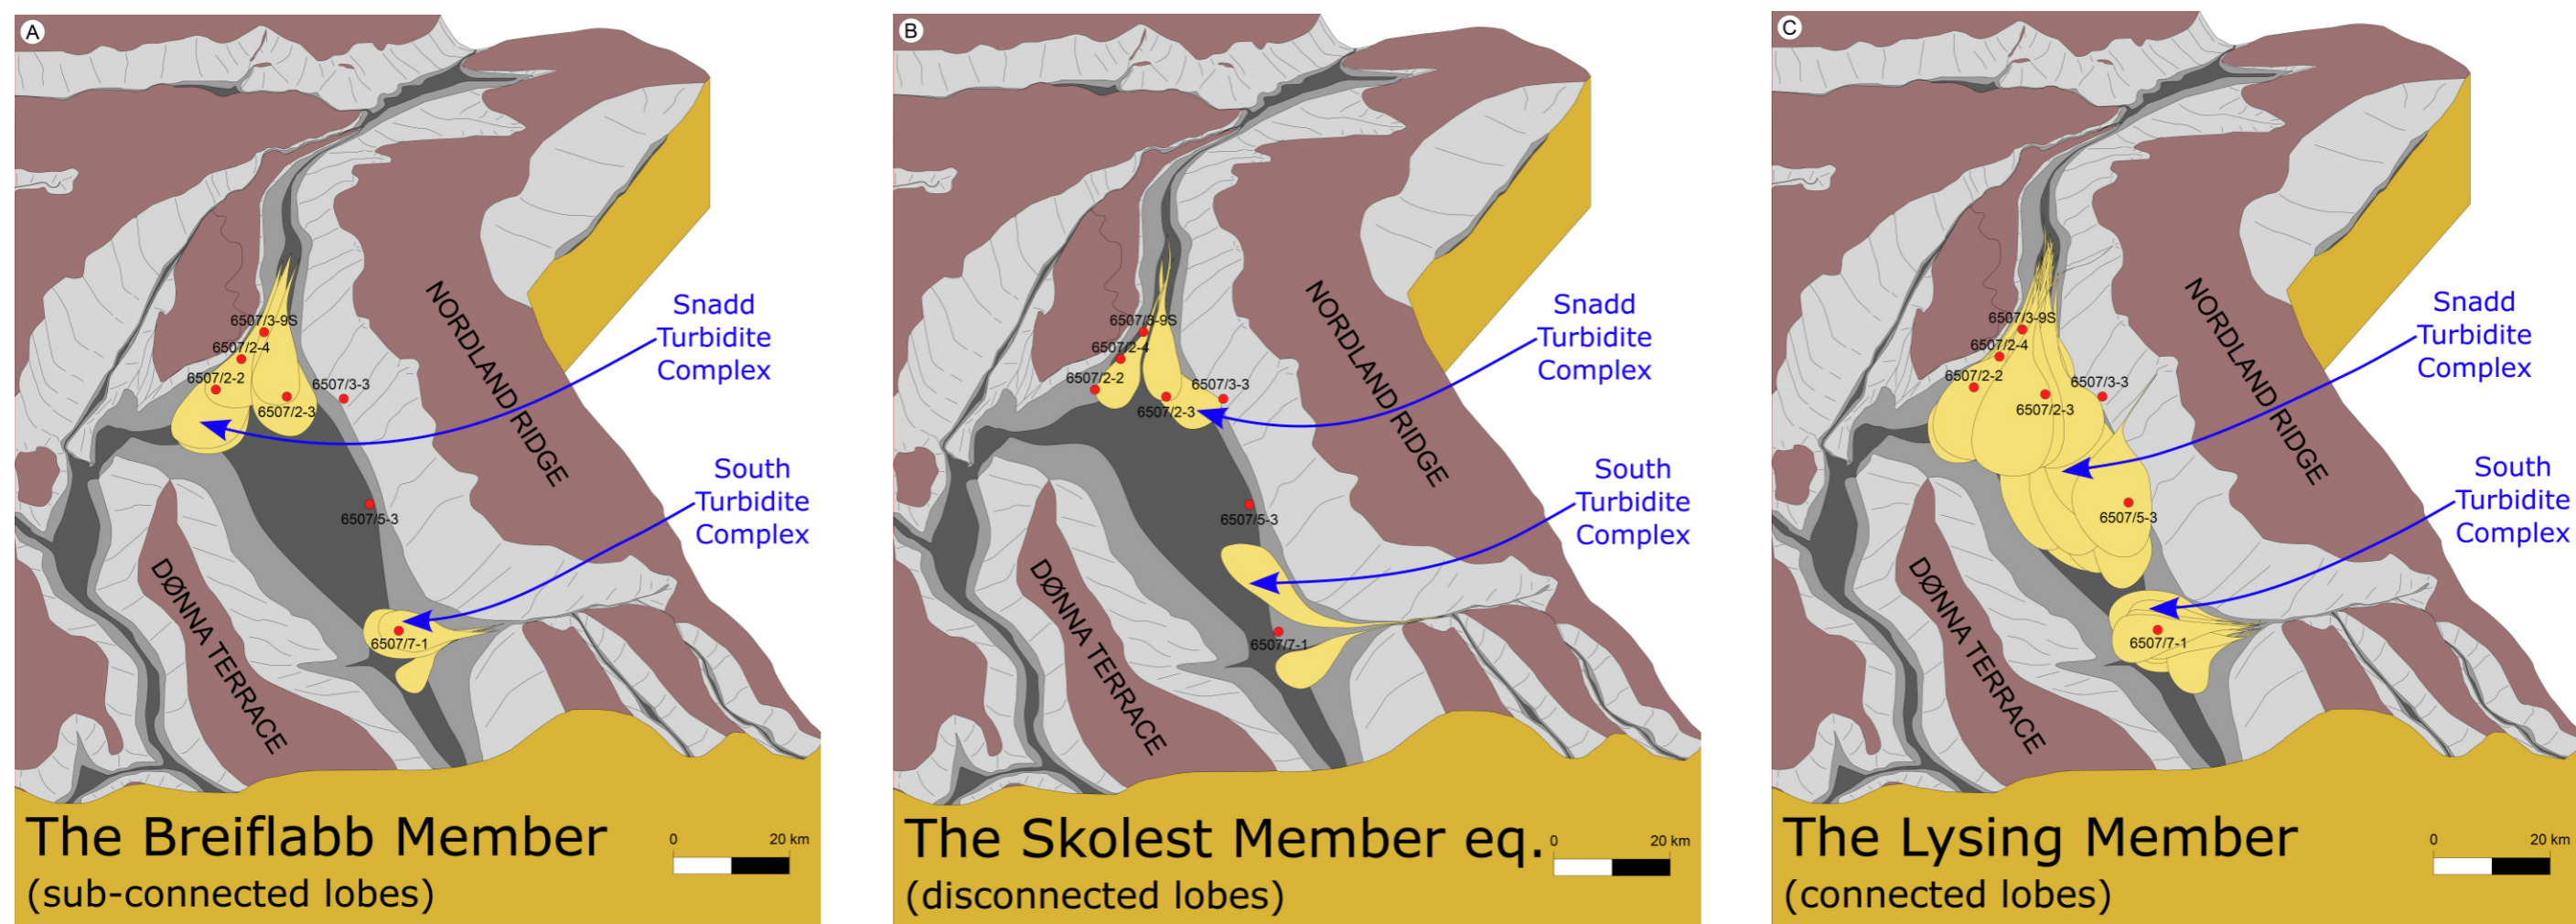 A
6507/3-9S
6507/2-4
6507/2-2
6507/3-3
6507/2-3
6507/5-3
6507/7-1
NORDLAND RIDGE
DØNNA TERRACE
Snadd
Turbidite
Complex
South
Turbidite
Complex
The Breiflabb Member
(sub-connected lobes)
0 20 km
B
6507/3-9S
6507/2-4
6507/2-2
6507/3-3
6507/2-3
6507/5-3
6507/7-1
NORDLAND RIDGE
DØNNA TERRACE
Snadd
Turbidite
Complex
South
Turbidite
Complex
The Skolest Member eq.
(disconnected lobes)
0 20 km
C
6507/3-9S
6507/2-4
6507/2-2
6507/3-3
6507/2-3
6507/5-3
6507/7-1
NORDLAND RIDGE
DØNNA TERRACE
Snadd
Turbidite
Complex
South
Turbidite
Complex
The Lysing Member
(connected lobes)
0 20 km